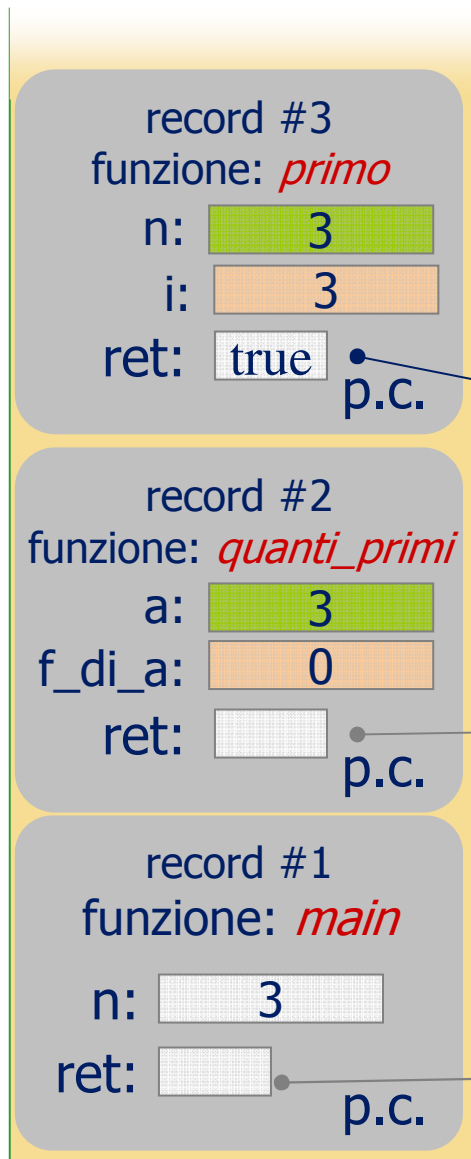 record #3
funzione: primo
n: 3
i: 3
ret: true
p.c.
record #2
funzione: quanti_primi
a: 3
f_di_a: 0
ret:
p.c.
record #1
funzione: main
n: 3
ret:
p.c.